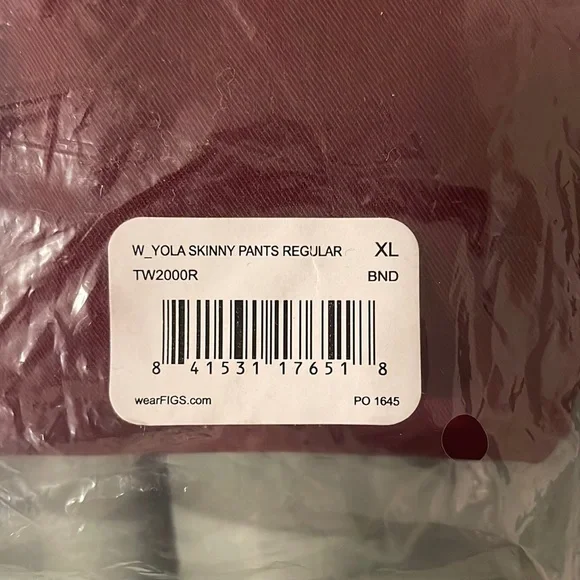 W_YOLA SKINNY PANTS REGULAR XL
TW2000R BND
8 41531 17651 8
wearFIGS.com PO 1645